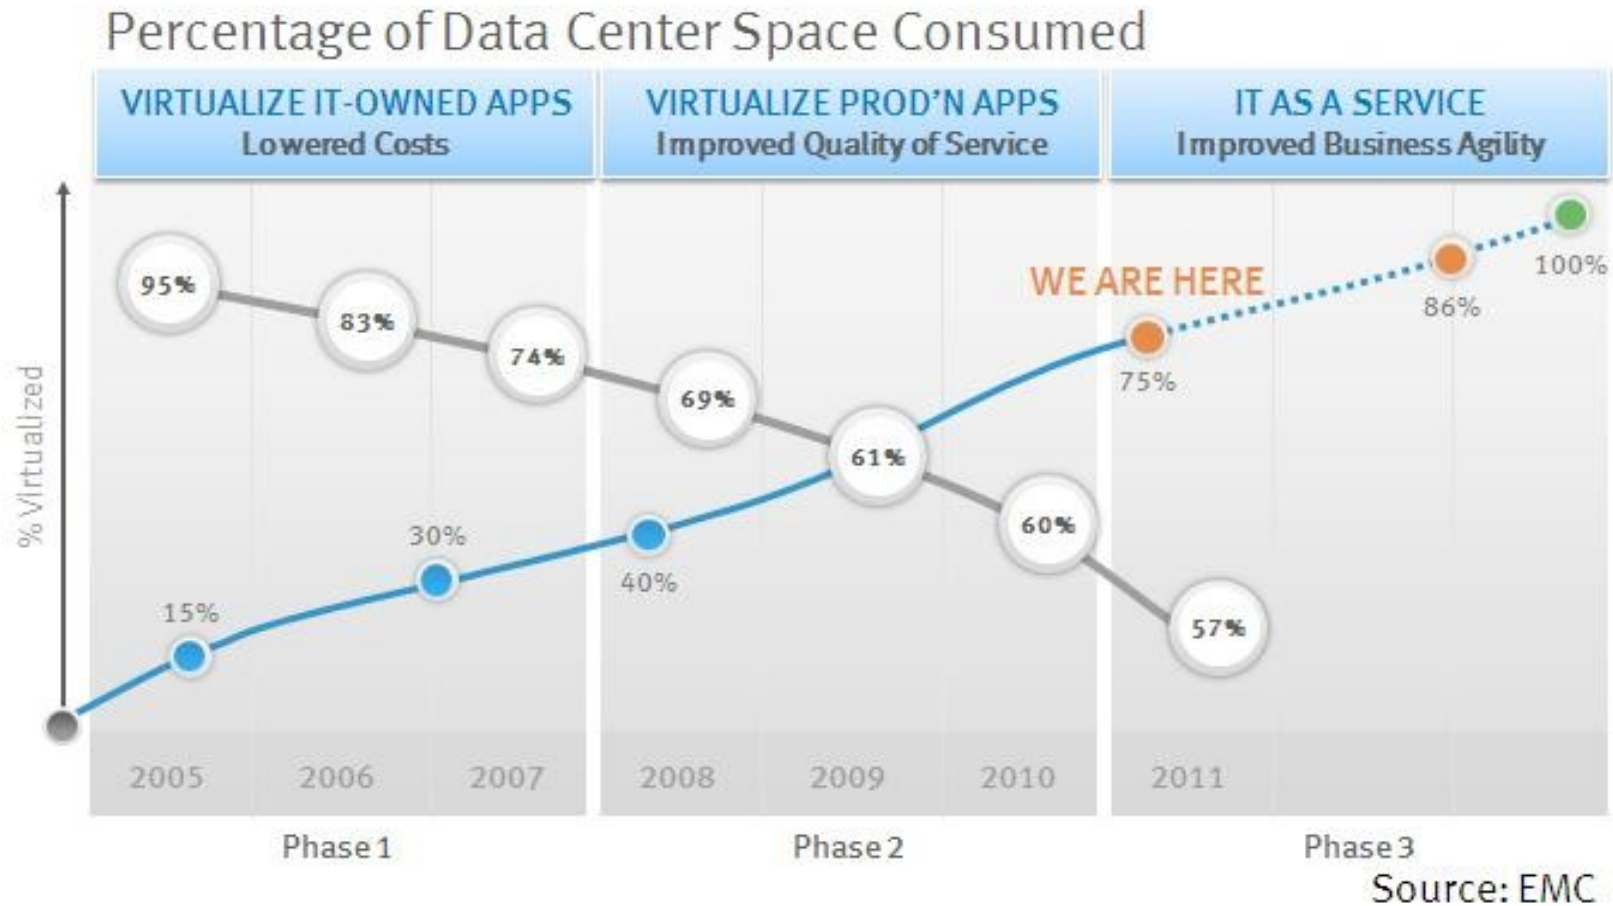 Percentage of Data Center Space Consumed
VIRTUALIZE IT-OWNED APPS
Lowered Costs
VIRTUALIZE PROD'N APPS
Improved Quality of Service
IT AS A SERVICE
Improved Business Agility
% Virtualized
95%
83%
74%
69%
61%
60%
57%
15%
30%
40%
WE ARE HERE
75%
86%
100%
2005
2006
2007
2008
2009
2010
2011
Phase 1
Phase 2
Phase 3
Source: EMC